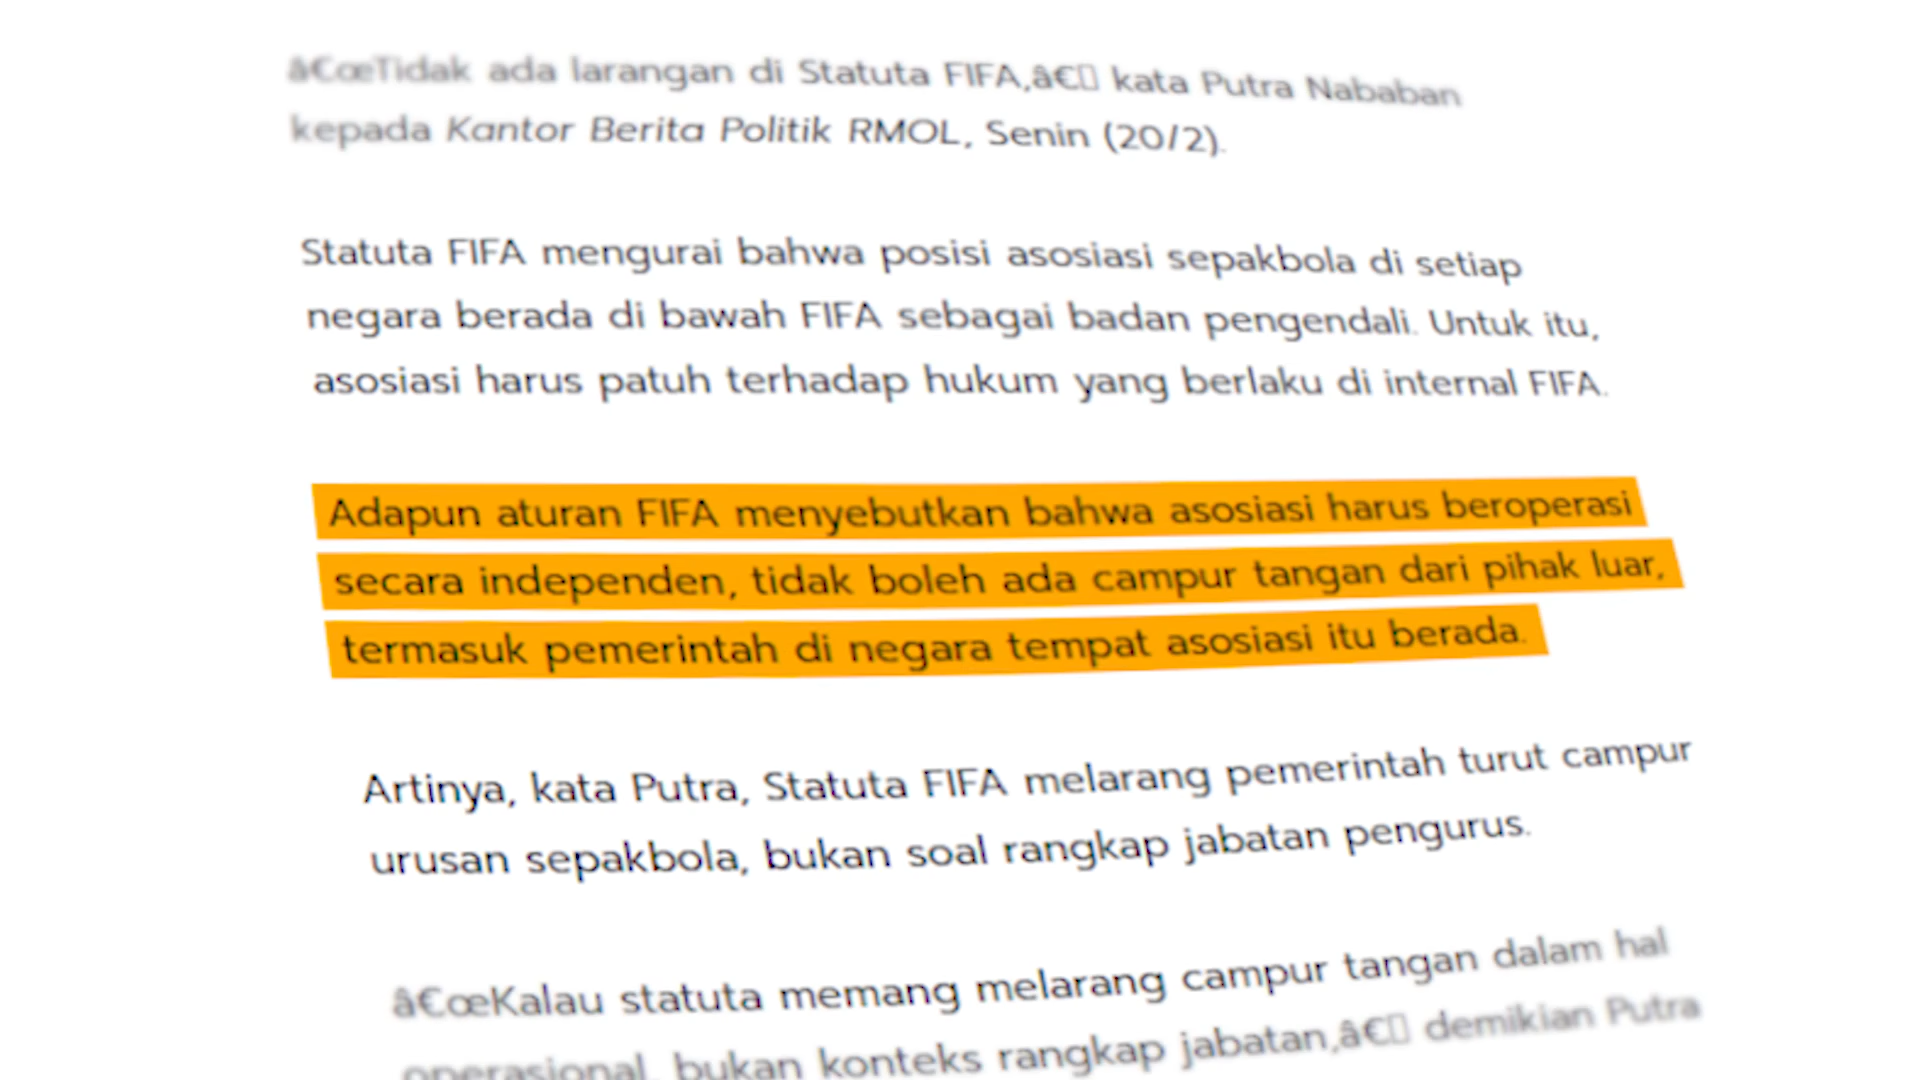 â€œTidak ada larangan di Statuta FIFA,â€▯ kata Putra Nababan
kepada Kantor Berita Politik RMOL, Senin (20/2).
Statuta FIFA mengurai bahwa posisi asosiasi sepakbola di setiap
negara berada di bawah FIFA sebagai badan pengendali. Untuk itu,
asosiasi harus patuh terhadap hukum yang berlaku di internal FIFA.
Adapun aturan FIFA menyebutkan bahwa asosiasi harus beroperasi
secara independen, tidak boleh ada campur tangan dari pihak luar,
termasuk pemerintah di negara tempat asosiasi itu berada.
Artinya, kata Putra, Statuta FIFA melarang pemerintah turut campur
urusan sepakbola, bukan soal rangkap jabatan pengurus.
â€œKalau statuta memang melarang campur tangan dalam hal
operasional, bukan konteks rangkap jabatan,â€▯ demikian Putra